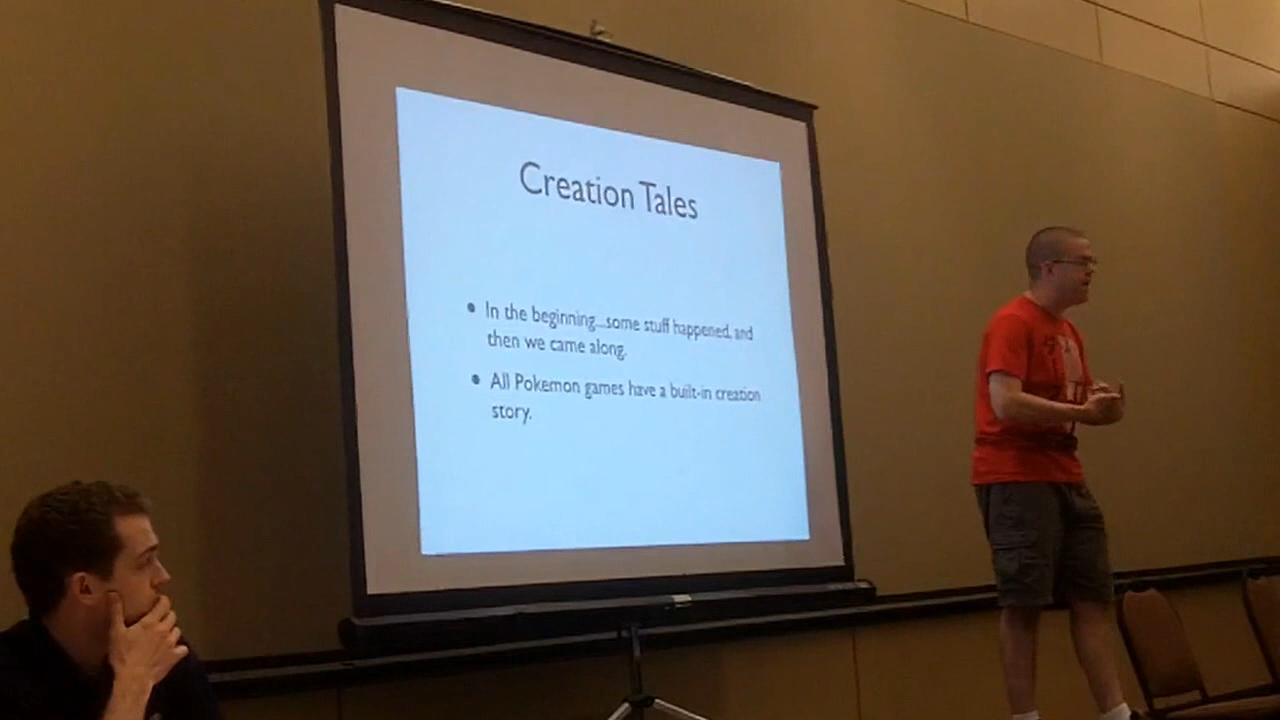 Creation Tales
• In the beginning...some stuff happened, and
then we came along.
• All Pokemon games have a built-in creation
story.